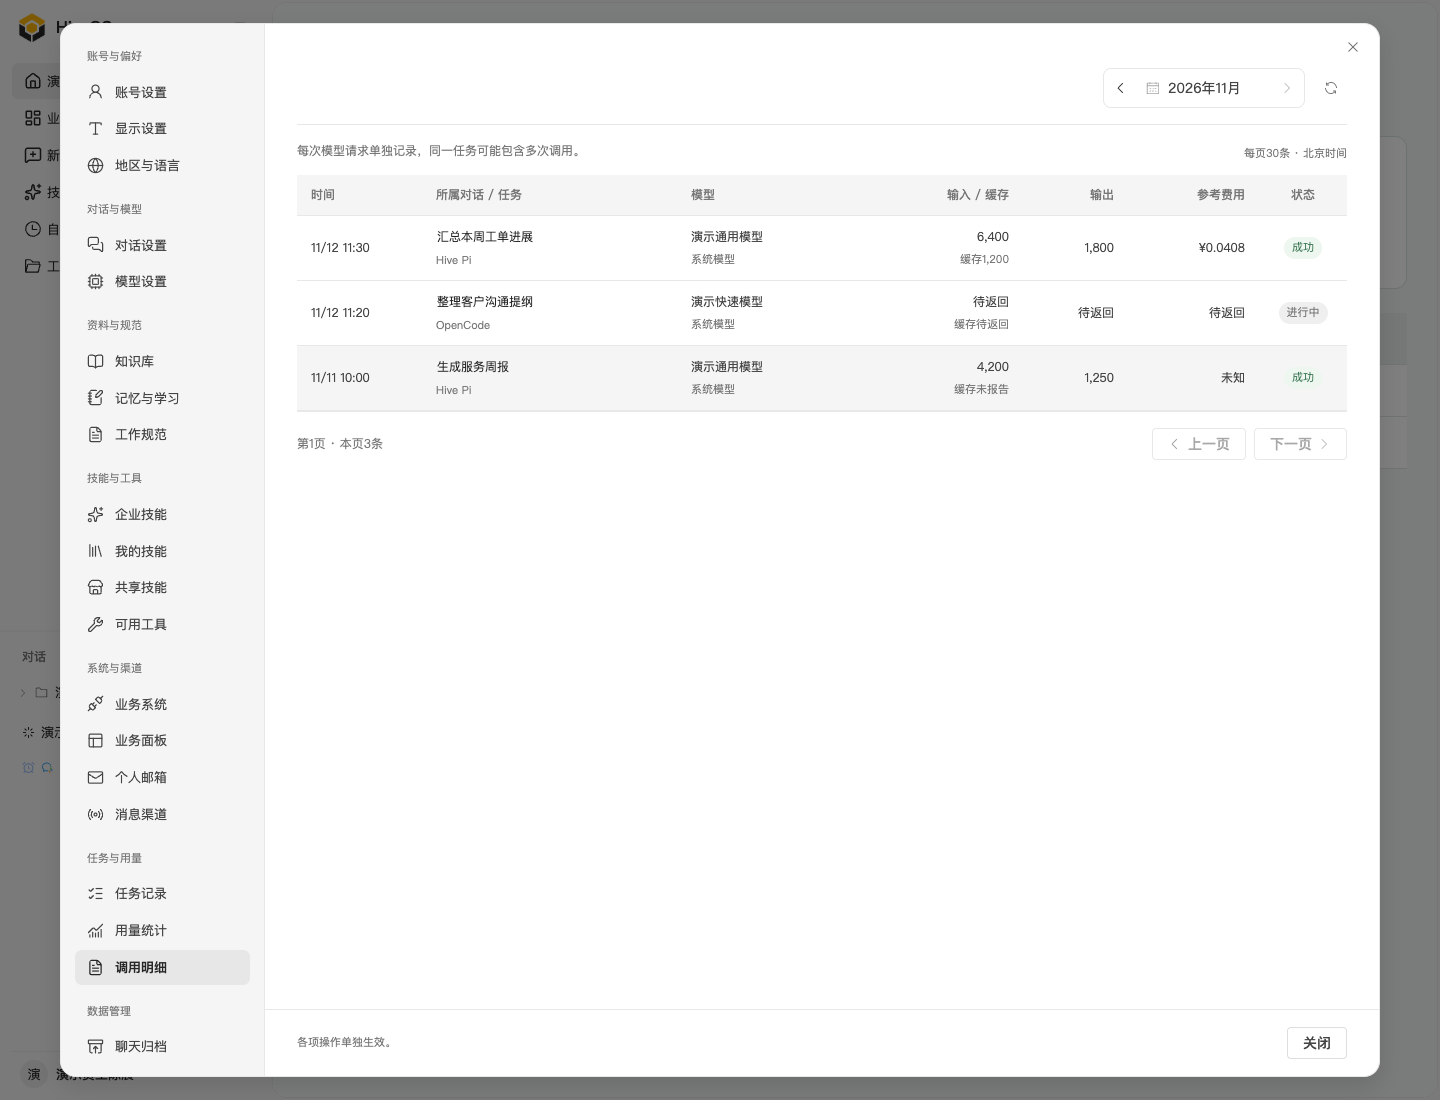 账号与偏好
账号设置
显示设置
地区与语言
对话与模型
对话设置
模型设置
资料与规范
知识库
记忆与学习
工作规范
技能与工具
企业技能
我的技能
共享技能
可用工具
系统与渠道
业务系统
业务面板
个人邮箱
消息渠道
任务与用量
任务记录
用量统计
调用明细
数据管理
聊天归档
2026年11月
每次模型请求单独记录，同一任务可能包含多次调用。
每页30条 · 北京时间
时间 所属对话 / 任务 模型 输入 / 缓存 输出 参考费用 状态
11/12 11:30 汇总本周工单进展 演示通用模型 6,400 1,800 ¥0.0408 成功
Hive Pi 系统模型 缓存1,200
11/12 11:20 整理客户沟通提纲 演示快速模型 待返回 待返回 待返回 进行中
OpenCode 系统模型 缓存待返回
11/11 10:00 生成服务周报 演示通用模型 4,200 1,250 未知 成功
Hive Pi 系统模型 缓存未报告
第1页 · 本页3条
上一页 下一页
各项操作单独生效。
关闭
对话
演